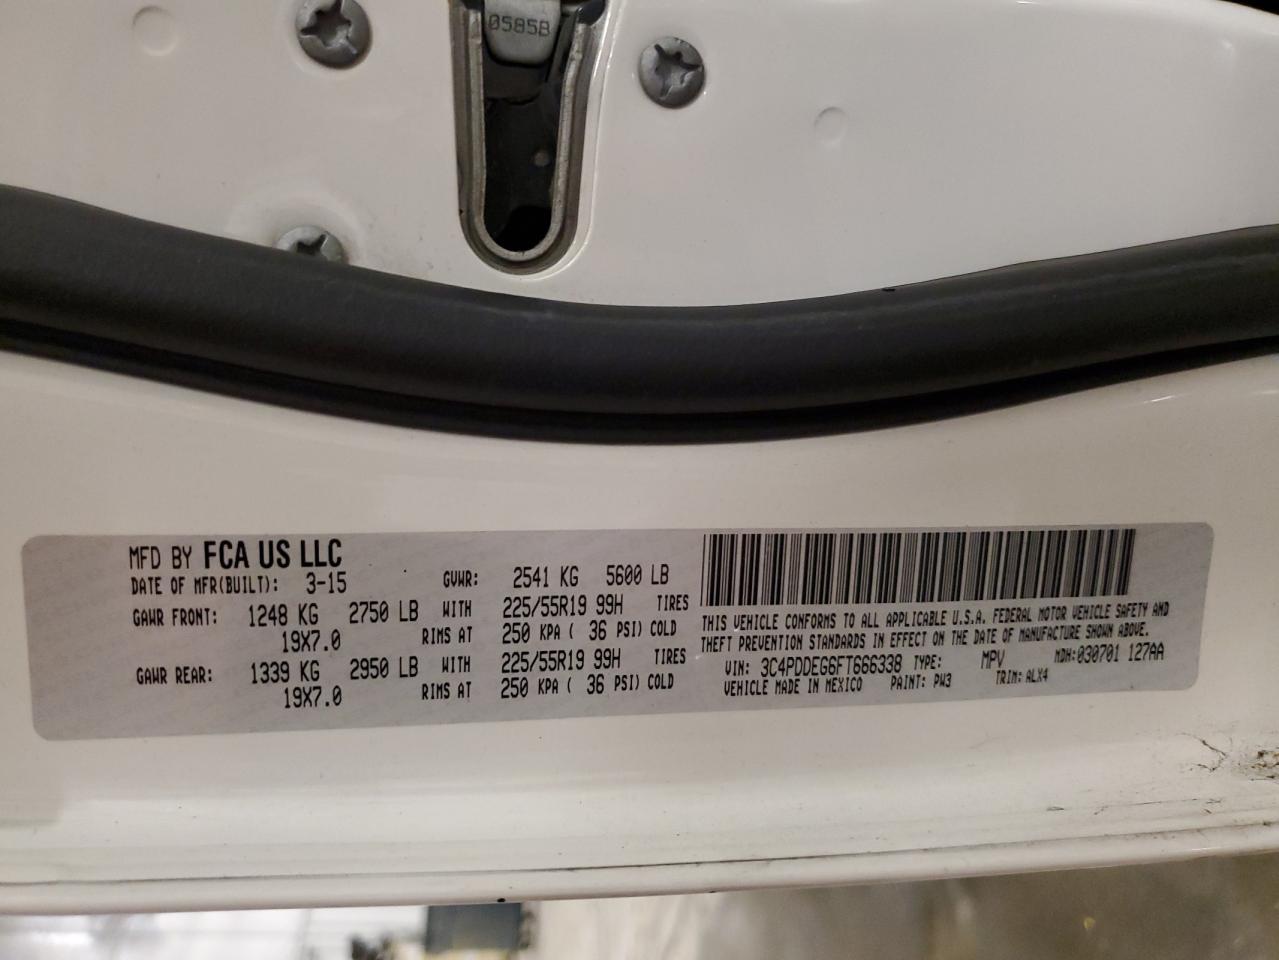 0585B
MFD BY FCA US LLC
DATE OF MFR(BUILT): 3-15 GVWR: 2541 KG 5600 LB
GAWR FRONT: 1248 KG 2750 LB WITH 225/55R19 99H TIRES
19X7.0 RIMS AT 250 KPA ( 36 PSI) COLD
GAWR REAR: 1339 KG 2950 LB WITH 225/55R19 99H TIRES
19X7.0 RIMS AT 250 KPA ( 36 PSI) COLD
THIS VEHICLE CONFORMS TO ALL APPLICABLE U.S.A. FEDERAL MOTOR VEHICLE SAFETY AND
THEFT PREVENTION STANDARDS IN EFFECT ON THE DATE OF MANUFACTURE SHOWN ABOVE.
VIN: 3C4PDDEG6FT666338 TYPE: MPV MDH:030701 127AA
VEHICLE MADE IN MEXICO PAINT: PW3 TRIM: ALX4